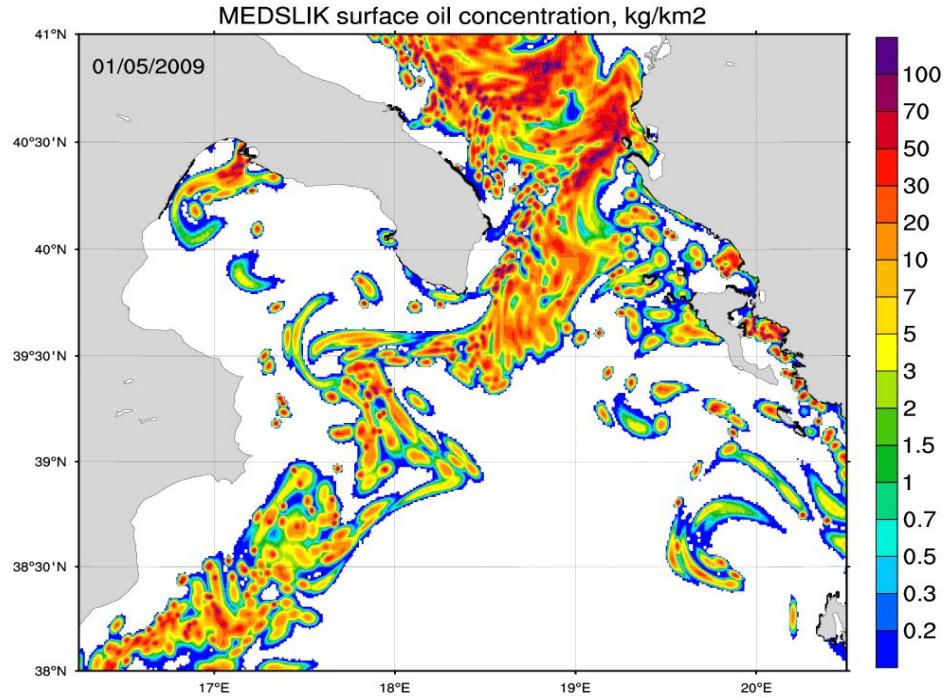 MEDSLIK surface oil concentration, kg/km2
41°N
01/05/2009
40°30'N
40°N
39°30'N
39°N
38°30'N
38°N
17°E 18°E 19°E 20°E
100
70
50
30
20
10
7
5
3
2
1.5
1
0.7
0.5
0.3
0.2